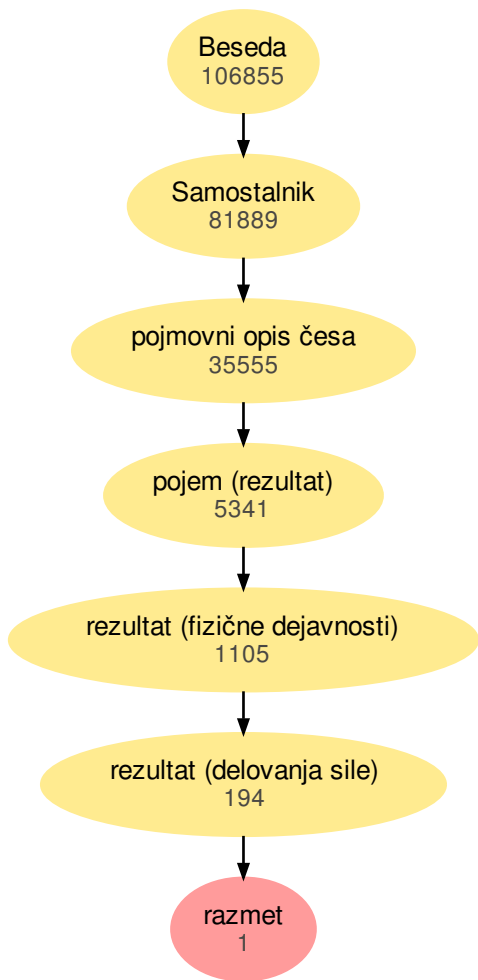 Beseda
106855
Samostalnik
81889
pojmovni opis česa
35555
pojem (rezultat)
5341
rezultat (fizične dejavnosti)
1105
rezultat (delovanja sile)
194
razmet
1